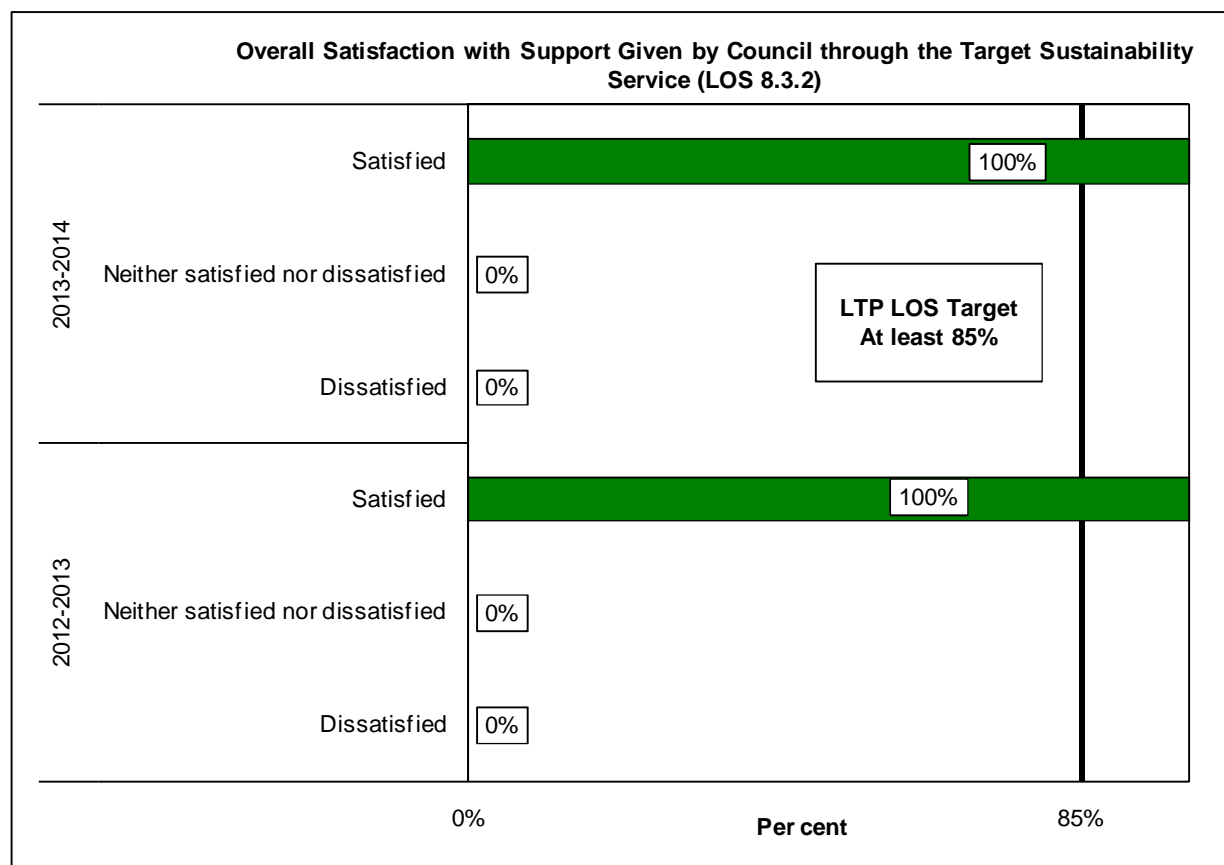 Overall Satisfaction with Support Given by Council through the Target Sustainability
Service (LOS 8.3.2)
2013-2014
Satisfied
100%
Neither satisfied nor dissatisfied
0%
LTP LOS Target
At least 85%
Dissatisfied
0%
2012-2013
Satisfied
100%
Neither satisfied nor dissatisfied
0%
Dissatisfied
0%
0%
Per cent
85%